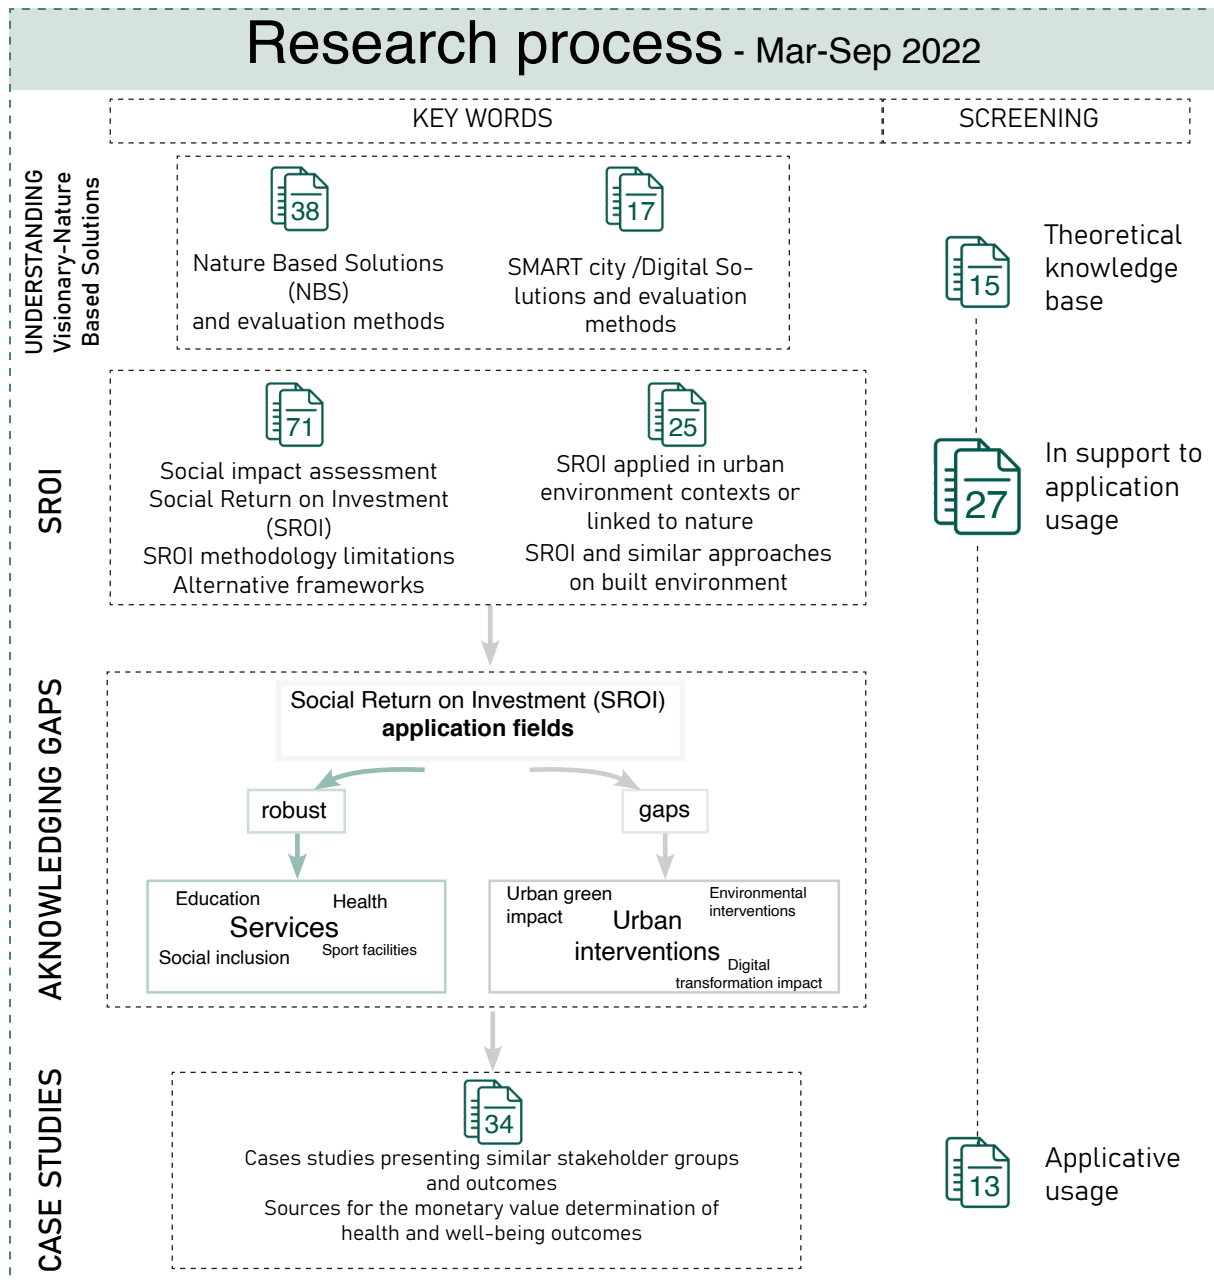 Research process - Mar-Sep 2022
KEY WORDS
SCREENING
UNDERSTANDING
Visionary-Nature
Based Solutions
38
Nature Based Solutions
(NBS)
and evaluation methods
17
SMART city /Digital So-
lutions and evaluation
methods
15
Theoretical
knowledge
base
SROI
71
Social impact assessment
Social Return on Investment
(SROI)
SROI methodology limitations
Alternative frameworks
25
SROI applied in urban
environment contexts or
linked to nature
SROI and similar approaches
on built environment
27
In support to
application
usage
AKNOWLEDGING GAPS
Social Return on Investment (SROI)
application fields
robust
gaps
Education
Health
Services
Social inclusion
Sport facilities
Urban green
impact
Environmental
interventions
Urban
interventions
Digital
transformation impact
CASE STUDIES
34
Cases studies presenting similar stakeholder groups
and outcomes
Sources for the monetary value determination of
health and well-being outcomes
13
Applicative
usage